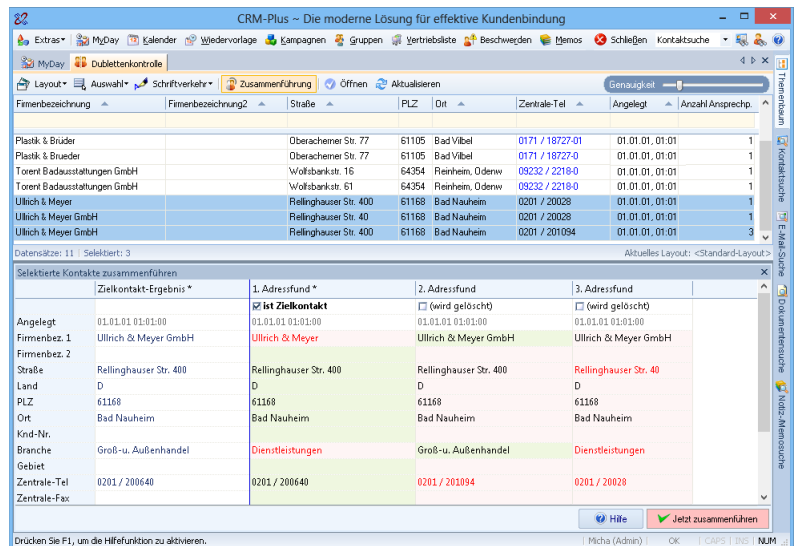 CRM-Plus ~ Die moderne Lösung für effektive Kundenbindung
Extras MyDay Kalender Wiedervorlage Kampagnen Gruppen Vertriebsliste Beschwerden Memos Schließen Kontaktsuche
MyDay Dublettenkontrolle
Layout Auswahl Schriftverkehr Zusammenführung Öffnen Aktualisieren Genauigkeit
Firmenbezeichnung Firmenbezeichnung2 Straße PLZ Ort Zentrale-Tel Angelegt Anzahl Ansprechp.
Plastik & Brüder Oberacherner Str. 77 61105 Bad Vilbel 0171 / 18727-01 01.01.01, 01:01 1
Plastik & Brueder Oberacherner Str. 77 61105 Bad Vilbel 0171 / 18727-0 01.01.01, 01:01 1
Torent Badausstattungen GmbH Wolfsbankstr. 16 64354 Reinheim, Odenw 09232 / 2218-0 01.01.01, 01:01 1
Torent Badausstattungen GmbH Wolfsbankstr. 61 64354 Reinheim, Odenw 09232 / 2218-0 01.01.01, 01:01 1
Ullrich & Meyer Rellinghauser Str. 400 61168 Bad Nauheim 0201 / 20028 01.01.01, 01:01 1
Ullrich & Meyer GmbH Rellinghauser Str. 40 61168 Bad Nauheim 0201 / 20028 01.01.01, 01:01 1
Ullrich & Meyer GmbH Rellinghauser Str. 400 61168 Bad Nauheim 0201 / 201094 01.01.01, 01:01 3
Datensätze: 11 Selektiert: 3 Aktuelles Layout: <Standard-Layout>
Selektierte Kontakte zusammenführen
Zielkontakt-Ergebnis * 1. Adressfund * 2. Adressfund 3. Adressfund
ist Zielkontakt (wird gelöscht) (wird gelöscht)
Angelegt 01.01.01 01:01:00 01.01.01 01:01:00 01.01.01 01:01:00 01.01.01 01:01:00
Firmenbez. 1 Ullrich & Meyer GmbH Ullrich & Meyer Ullrich & Meyer GmbH Ullrich & Meyer GmbH
Firmenbez. 2
Straße Rellinghauser Str. 400 Rellinghauser Str. 400 Rellinghauser Str. 400 Rellinghauser Str. 40
Land D D D D
PLZ 61168 61168 61168 61168
Ort Bad Nauheim Bad Nauheim Bad Nauheim Bad Nauheim
Knd-Nr.
Branche Groß-u. Außenhandel Dienstleistungen Groß-u. Außenhandel Dienstleistungen
Gebiet
Zentrale-Tel 0201 / 200640 0201 / 200640 0201 / 201094 0201 / 20028
Zentrale-Fax
Hilfe Jetzt zusammenführen
Drücken Sie F1, um die Hilfefunktion zu aktivieren. Micha (Admin) OK CAPS INS NUM
Themenbaum
Kontaktsuche
E-Mail-Suche
Dokumentensuche
Notiz-/Memosuche